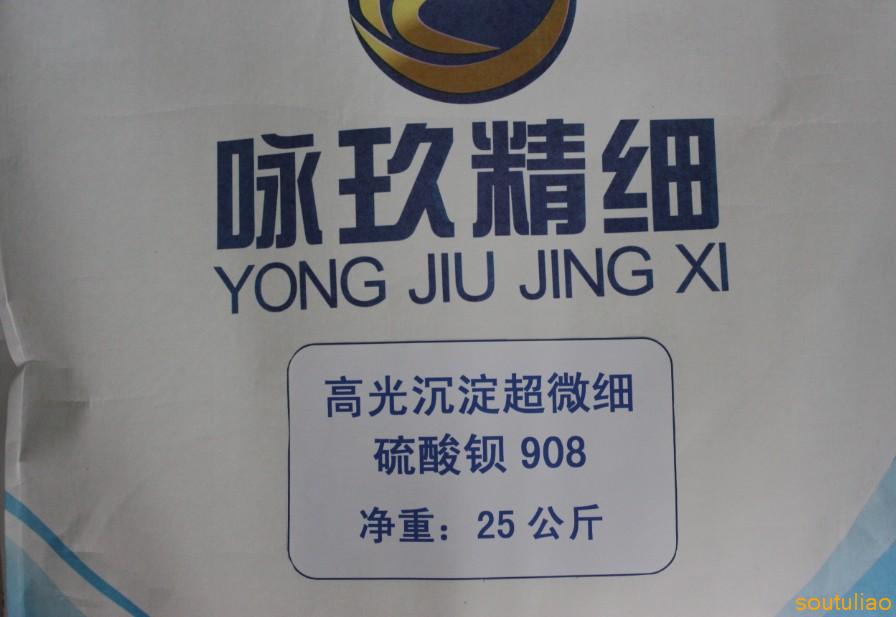 咏玖精细
YONG JIU JING XI
高光沉淀超微细
硫酸钡 908
净重：25 公斤
soutuliao